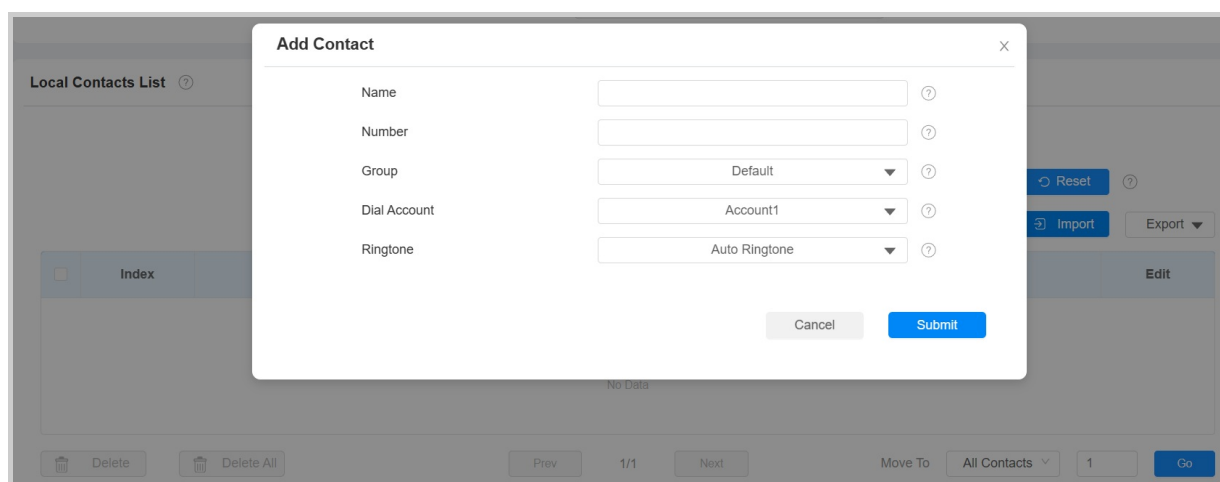 Add Contact
Local Contacts List
Name
Number
Group Default
Reset
Dial Account Account1
Import Export
Ringtone Auto Ringtone
Index Edit
Cancel Submit
No Data
Delete Delete All Prev 1/1 Next Move To All Contacts 1 Go